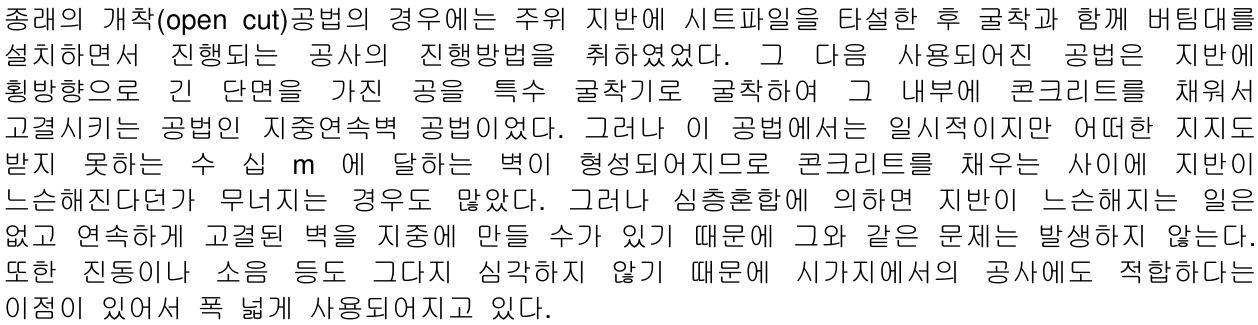 종래의 개착(open cut)공법의 경우에는 주위 지반에 시트파일을 타설한 후 굴착과 함께 버팀대를
설치하면서 진행되는 공사의 진행방법을 취하였었다. 그 다음 사용되어진 공법은 지반에
횡방향으로 긴 단면을 가진 공을 특수 굴착기로 굴착하여 그 내부에 콘크리트를 채워서
고결시키는 공법인 지중연속벽 공법이었다. 그러나 이 공법에서는 일시적이지만 어떠한 지지도
받지 못하는 수 십 m 에 달하는 벽이 형성되어지므로 콘크리트를 채우는 사이에 지반이
느슨해진다던가 무너지는 경우도 많았다. 그러나 심층혼합에 의하면 지반이 느슨해지는 일은
없고 연속하게 고결된 벽을 지중에 만들 수가 있기 때문에 그와 같은 문제는 발생하지 않는다.
또한 진동이나 소음 등도 그다지 심각하지 않기 때문에 시가지에서의 공사에도 적합하다는
이점이 있어서 폭 넓게 사용되어지고 있다.